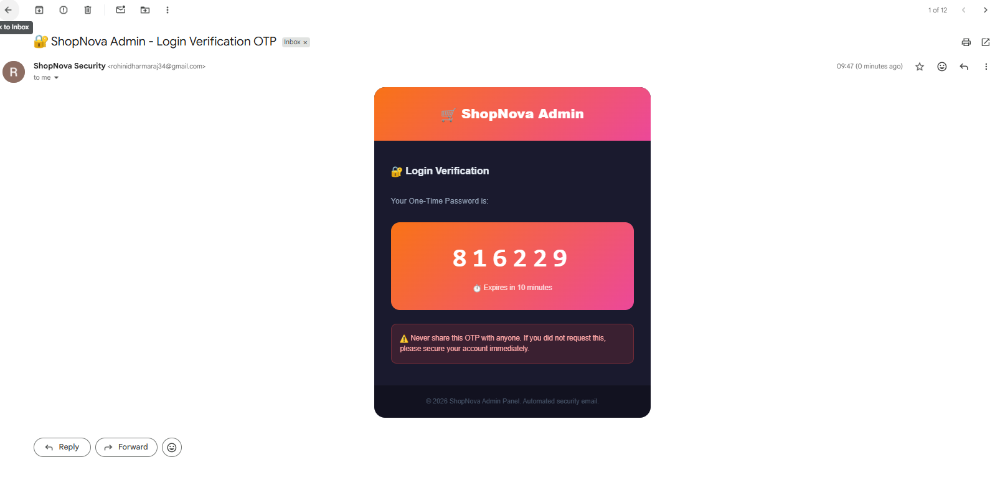 1 of 12
k to Inbox
🔐 ShopNova Admin - Login Verification OTP Inbox ×
R
ShopNova Security <rohinidharmaraj34@gmail.com>
09:47 (0 minutes ago)
to me
🛒 ShopNova Admin
🔐 Login Verification
Your One-Time Password is:
816229
⏱️ Expires in 10 minutes
⚠️ Never share this OTP with anyone. If you did not request this,
please secure your account immediately.
© 2026 ShopNova Admin Panel. Automated security email.
Reply
Forward